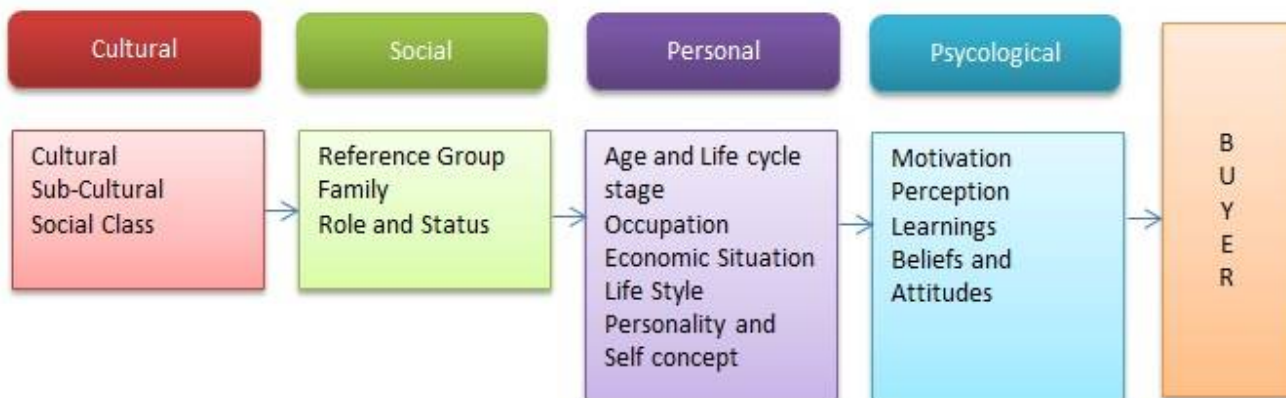 Cultural
Social
Personal
Psycological
Cultural
Sub-Cultural
Social Class
Reference Group
Family
Role and Status
Age and Life cycle
stage
Occupation
Economic Situation
Life Style
Personality and
Self concept
Motivation
Perception
Learnings
Beliefs and
Attitudes
B
U
Y
E
R